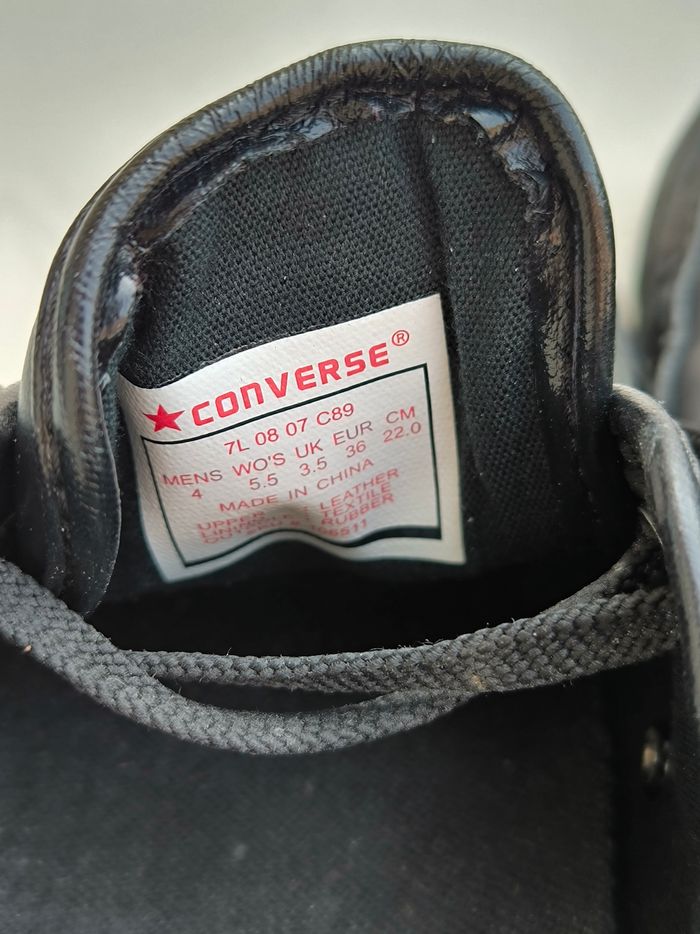 CONVERSE®
7L 08 07 C89
MENS WO'S UK EUR CM
4 5.5 3.5 36 22.0
MADE IN CHINA
UPPER LEATHER
TEXTILE
RUBBER